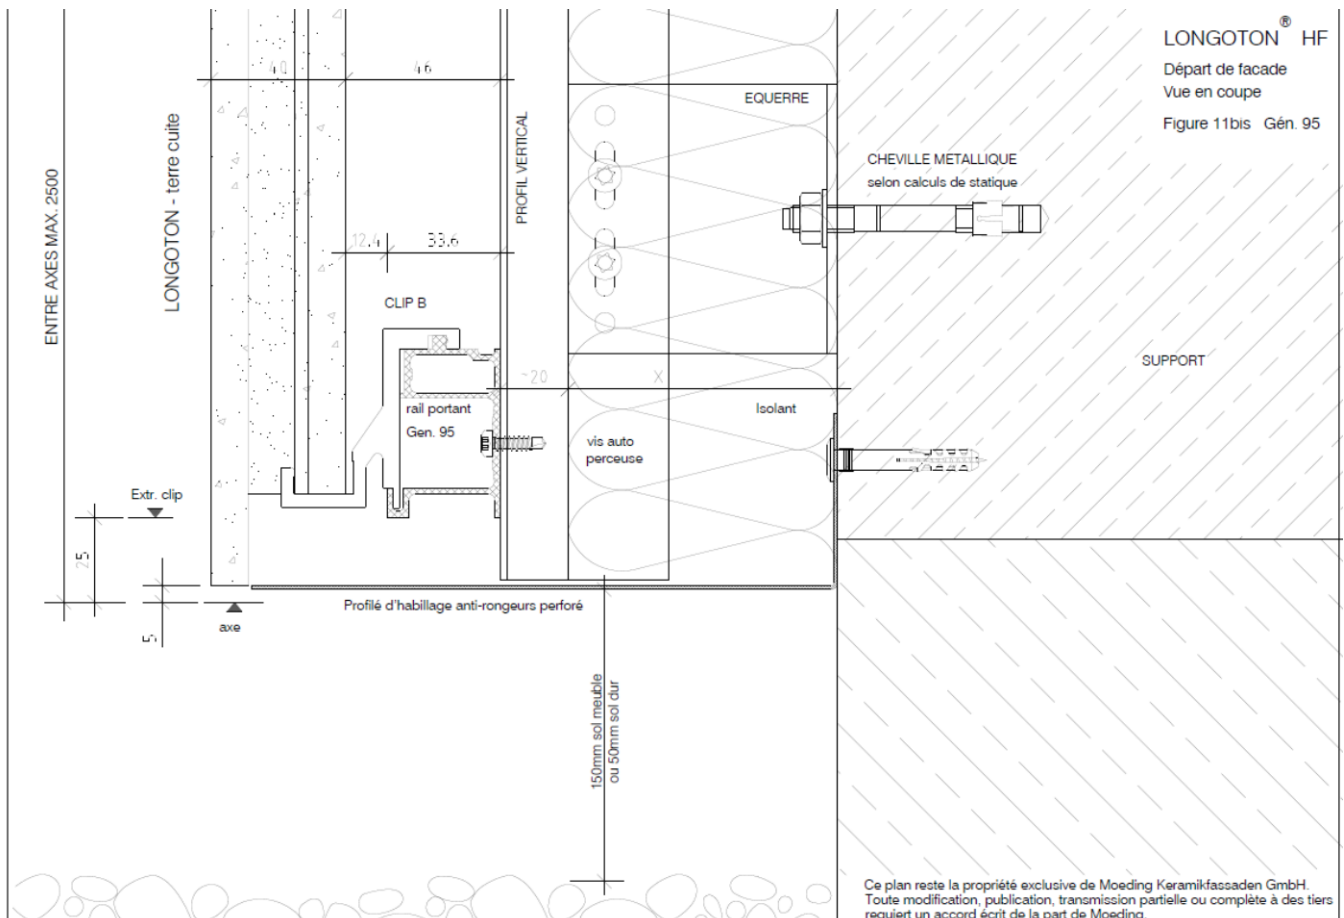 LONGOTON® HF
Départ de facade
Vue en coupe
Figure 11bis Gén. 95
40
46
EQUERRE
CHEVILLE METALLIQUE
selon calculs de statique
ENTRE AXES MAX. 2500
LONGOTON - terre cuite
PROFIL VERTICAL
12.4
33.6
CLIP B
SUPPORT
~20
X
rail portant
Gen. 95
Isolant
vis auto
perceuse
Extr. clip
25
Profilé d'habillage anti-rongeurs perforé
axe
5
150mm sol meuble
ou 50mm sol dur
Ce plan reste la propriété exclusive de Moeding Keramikfassaden GmbH.
Toute modification, publication, transmission partielle ou complète à des tiers
requiert un accord écrit de la part de Moeding.